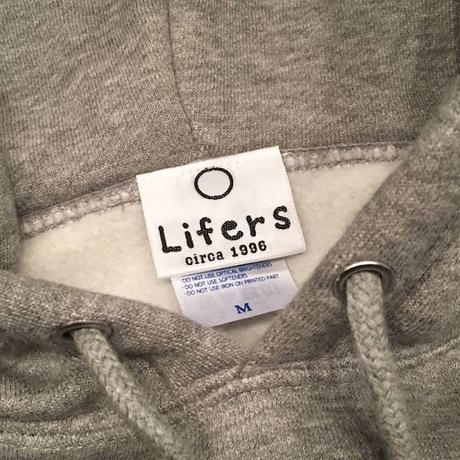 Lifers
circa 1996
· DO NOT USE OPTICAL BRIGHTENERS
· DO NOT USE SOFTENERS
· DO NOT USE IRON ON PRINTED PART
M